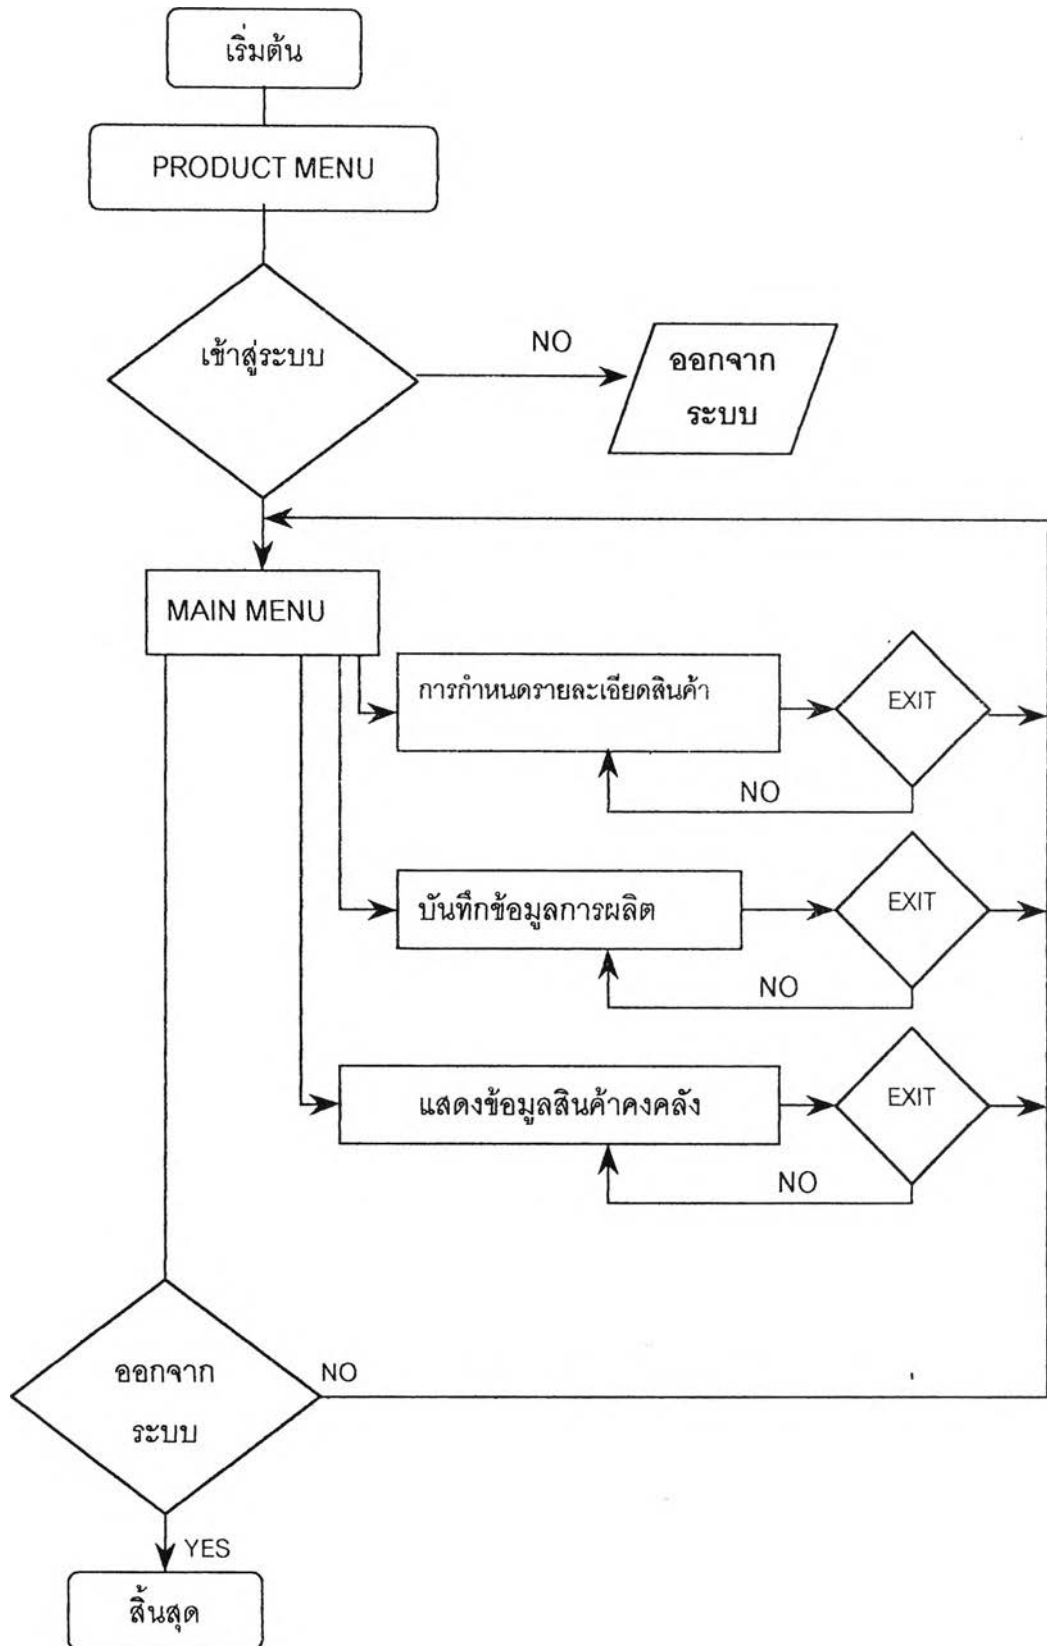 เริ่มต้น
PRODUCT MENU
เข้าสู่ระบบ
NO
ออกจาก
ระบบ
MAIN MENU
การกำหนดรายละเอียดสินค้า
EXIT
NO
บันทึกข้อมูลการผลิต
EXIT
NO
แสดงข้อมูลสินค้าคงคลัง
EXIT
NO
ออกจาก
ระบบ
NO
YES
สิ้นสุด